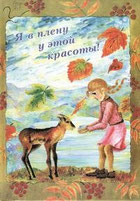 Я в плену
у этой
красоты!